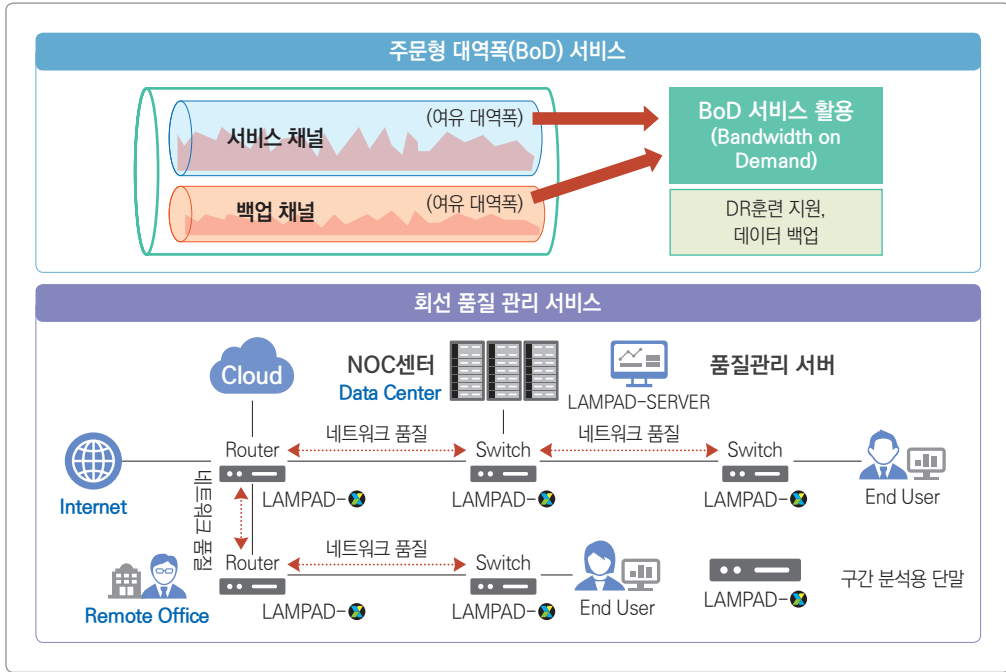 주문형 대역폭(BoD) 서비스
서비스 채널
(여유 대역폭)
백업 채널
(여유 대역폭)
BoD 서비스 활용
(Bandwidth on
Demand)
DR훈련 지원,
데이터 백업
회선 품질 관리 서비스
Cloud
NOC센터
Data Center
LAMPAD-SERVER
품질관리 서버
Internet
Router
네트워크 품질
Switch
네트워크 품질
Switch
LAMPAD-
LAMPAD-
LAMPAD-
End User
네트워크 품질
Remote Office
Router
네트워크 품질
Switch
LAMPAD-
LAMPAD-
End User
LAMPAD-
구간 분석용 단말